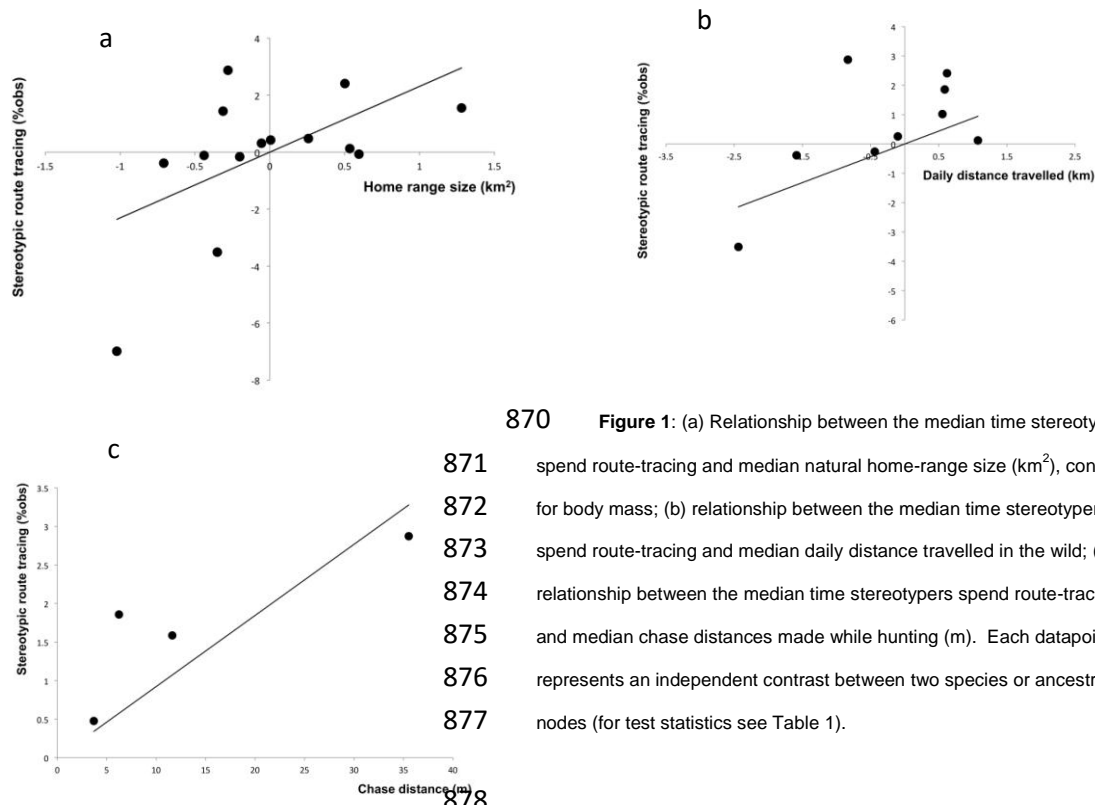 a
Stereotypic route tracing (%obs)
4
2
0
-2
-4
-6
-8
-1.5
-1
-0.5
0
0.5
1
1.5
Home range size (km²)
b
Stereotypic route tracing (%obs)
4
3
2
1
0
-1
-2
-3
-4
-5
-6
-3.5
-2.5
-1.5
-0.5
0.5
1.5
2.5
Daily distance travelled (km)
c
Stereotypic route tracing (%obs)
3.5
3
2.5
2
1.5
1
0.5
0
0
5
10
15
20
25
30
35
40
Chase distance (m)
870 Figure 1: (a) Relationship between the median time stereoty
871 spend route-tracing and median natural home-range size (km²), con
872 for body mass; (b) relationship between the median time stereotyper
873 spend route-tracing and median daily distance travelled in the wild; (
874 relationship between the median time stereotypers spend route-trac
875 and median chase distances made while hunting (m). Each datapoi
876 represents an independent contrast between two species or ancestr
877 nodes (for test statistics see Table 1).
878